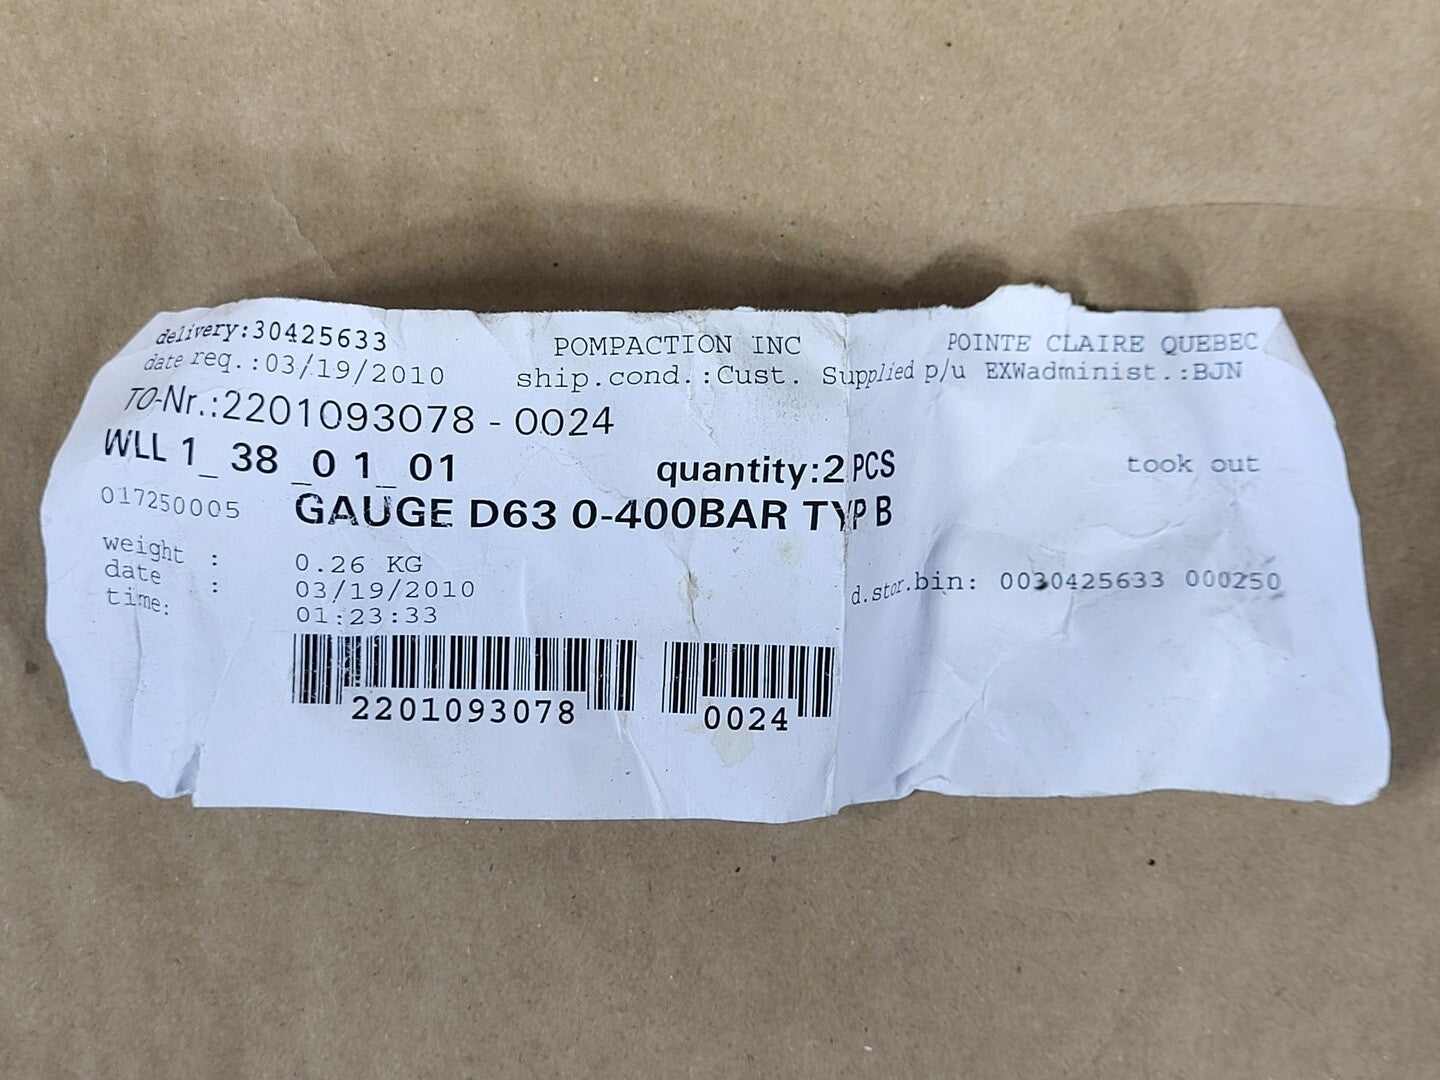 delivery:30425633 POMPACTION INC POINTE CLAIRE QUEBEC
date req.:03/19/2010 ship.cond.:Cust. Supplied p/u EXWadminist.:BJN
TO-Nr.:2201093078 - 0024
WLL 1_ 38 _0 1_ 01 quantity:2 PCS took out
017250005 GAUGE D63 0-400BAR TYP B
weight : 0.26 KG
date : 03/19/2010 d.stor.bin: 0030425633 000250
time: 01:23:33
2201093078 0024